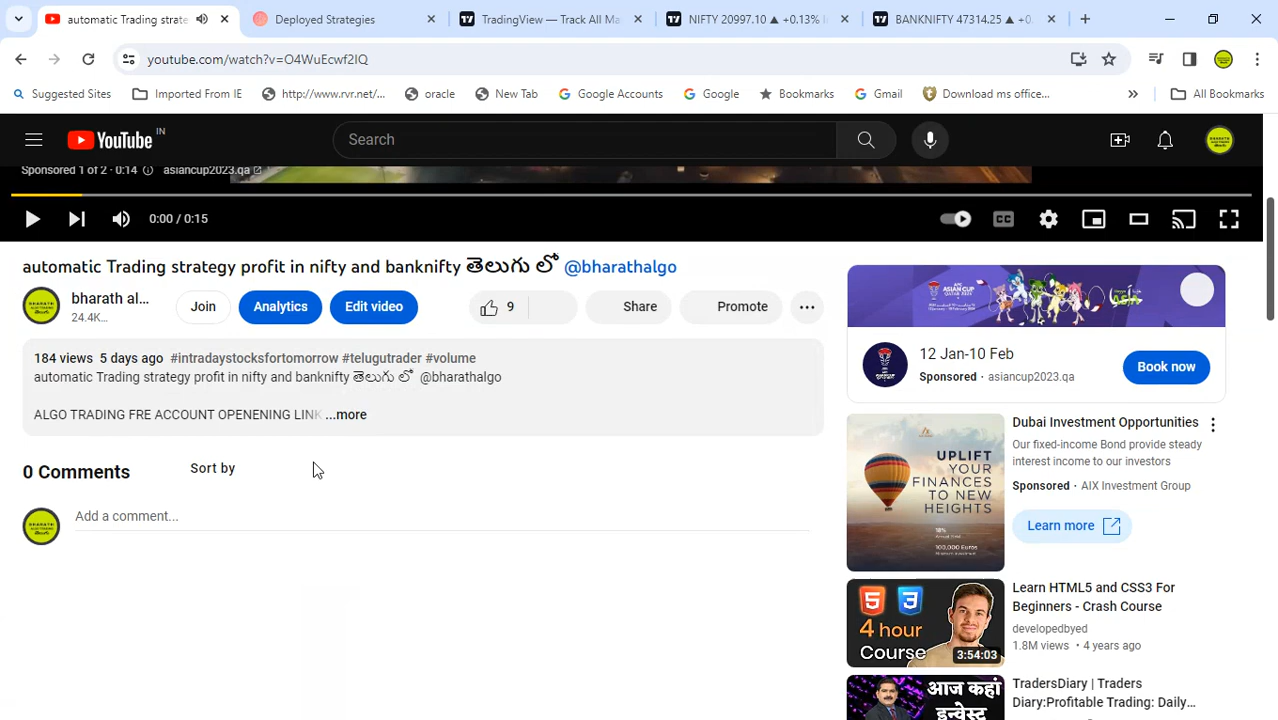 automatic Trading strate
Deployed Strategies
TradingView — Track All Ma
NIFTY 20997.10 ▲ +0.13%
BANKNIFTY 47314.25 ▲ +0.
youtube.com/watch?v=O4WuEcwf2IQ
Suggested Sites
Imported From IE
http://www.rvr.net/...
oracle
New Tab
Google Accounts
Google
Bookmarks
Gmail
Download ms office...
All Bookmarks
YouTube IN
Search
Sponsored 1 of 2 · 0:14
asiancup2023.qa
0:00 / 0:15
automatic Trading strategy profit in nifty and banknifty తెలుగు లో @bharathalgo
bharath al...
24.4K...
Join
Analytics
Edit video
9
Share
Promote
184 views 5 days ago #intradaystocksfortomorrow #telugutrader #volume
automatic Trading strategy profit in nifty and banknifty తెలుగు లో @bharathalgo
ALGO TRADING FRE ACCOUNT OPENENING LINK ...more
0 Comments
Sort by
Add a comment...
12 Jan-10 Feb
Sponsored · asiancup2023.qa
Book now
UPLIFT
YOUR
FINANCES
TO NEW
HEIGHTS
18%
100,000 Euros
Dubai Investment Opportunities
Our fixed-income Bond provide steady
interest income to our investors
Sponsored · AIX Investment Group
Learn more
4 hour
Course
3:54:03
Learn HTML5 and CSS3 For
Beginners - Crash Course
developedbyed
1.8M views · 4 years ago
आज कहां
इन्वेस्ट
TradersDiary | Traders
Diary:Profitable Trading: Daily...